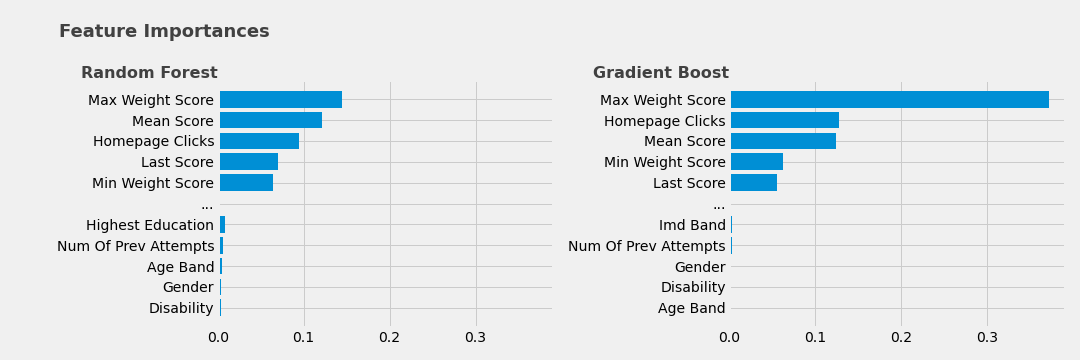 Feature Importances
Random Forest
Max Weight Score
Mean Score
Homepage Clicks
Last Score
Min Weight Score
...
Highest Education
Num Of Prev Attempts
Age Band
Gender
Disability
0.0 0.1 0.2 0.3
Gradient Boost
Max Weight Score
Homepage Clicks
Mean Score
Min Weight Score
Last Score
...
Imd Band
Num Of Prev Attempts
Gender
Disability
Age Band
0.0 0.1 0.2 0.3